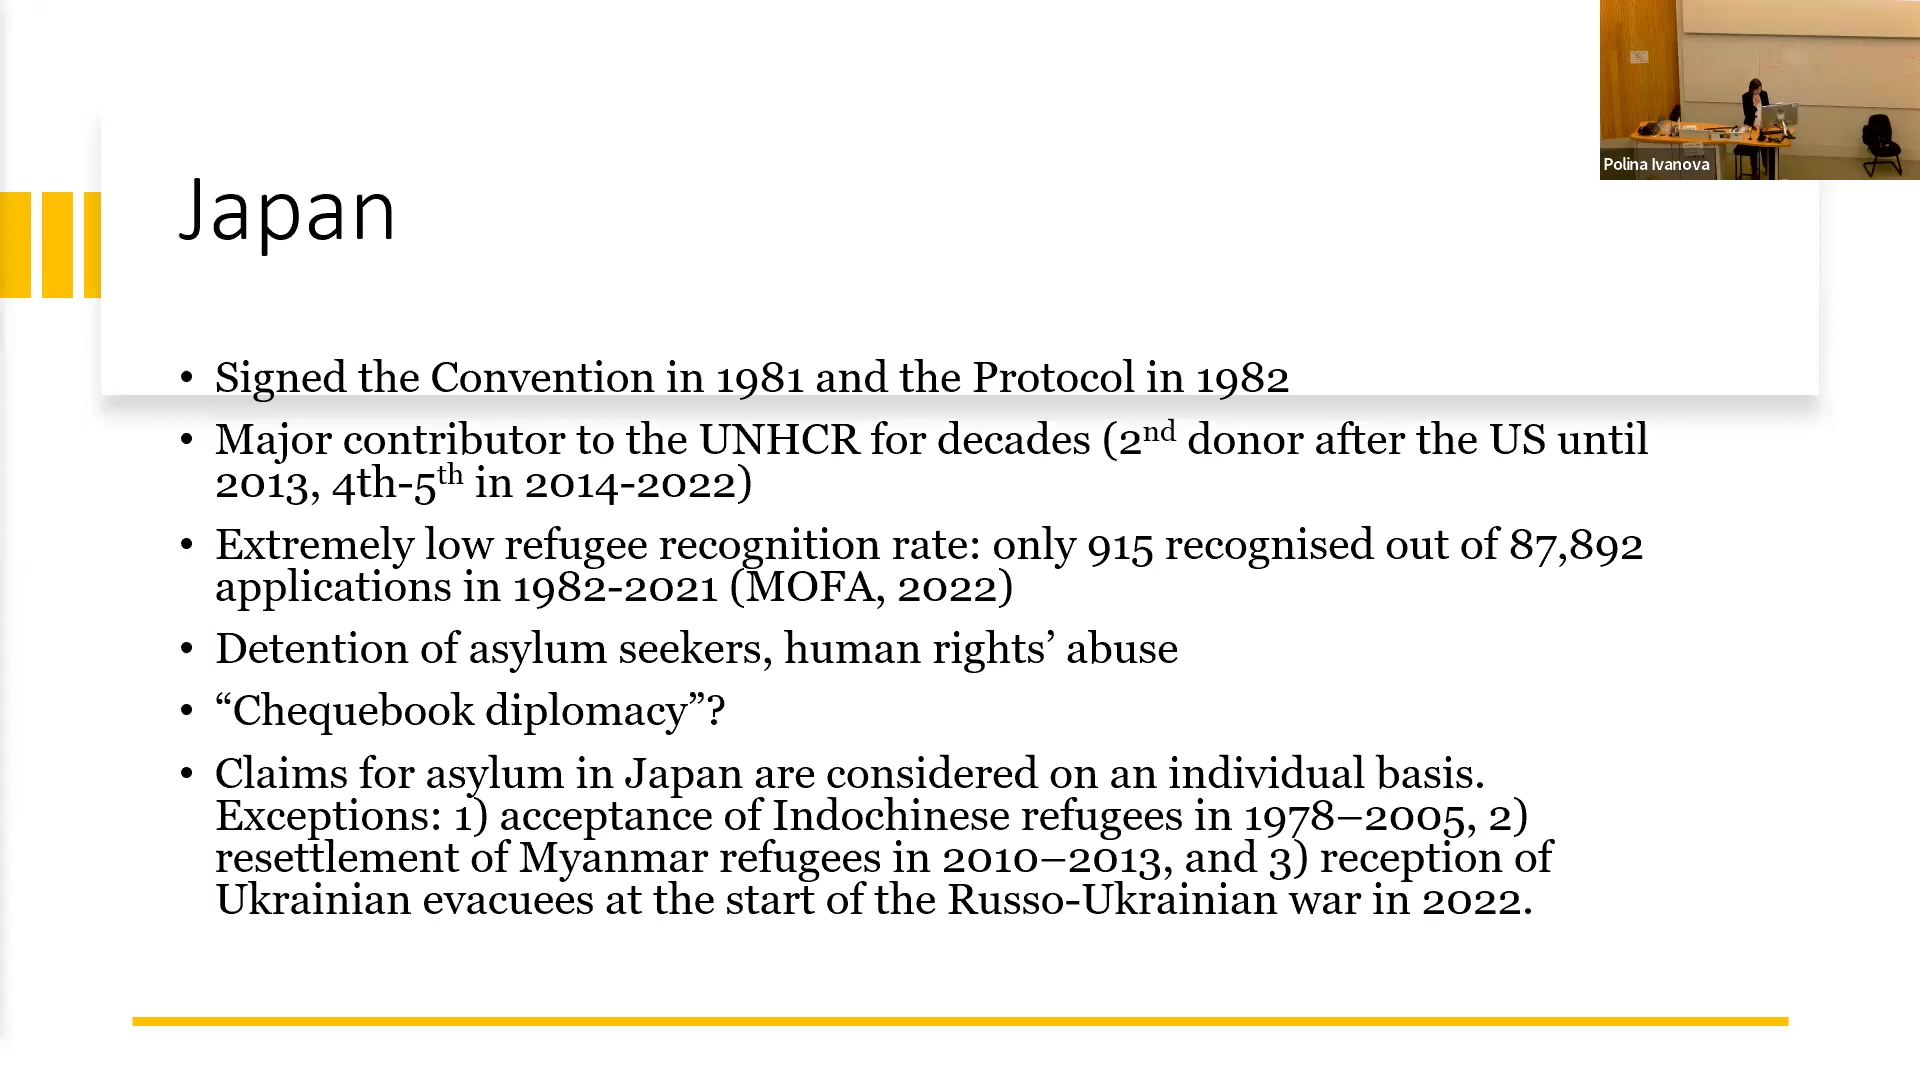 Polina Ivanova
Japan
• Signed the Convention in 1981 and the Protocol in 1982
• Major contributor to the UNHCR for decades (2nd donor after the US until
2013, 4th-5th in 2014-2022)
• Extremely low refugee recognition rate: only 915 recognised out of 87,892
applications in 1982-2021 (MOFA, 2022)
• Detention of asylum seekers, human rights’ abuse
• “Chequebook diplomacy”?
• Claims for asylum in Japan are considered on an individual basis.
Exceptions: 1) acceptance of Indochinese refugees in 1978–2005, 2)
resettlement of Myanmar refugees in 2010–2013, and 3) reception of
Ukrainian evacuees at the start of the Russo-Ukrainian war in 2022.